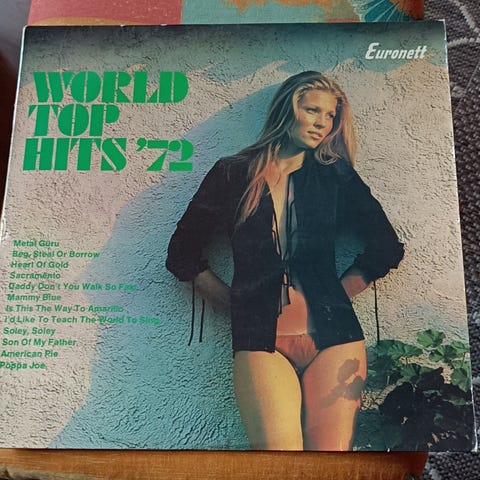 Euronett
WORLD
TOP
HITS '72
Metal Guru
Beg, Steal Or Borrow
Heart Of Gold
Sacramento
Daddy Don't You Walk So Fast
Mammy Blue
Is This The Way To Amarillo
I'd Like To Teach The World To Sing
Soley, Soley
Son Of My Father
American Pie
Poppa Joe